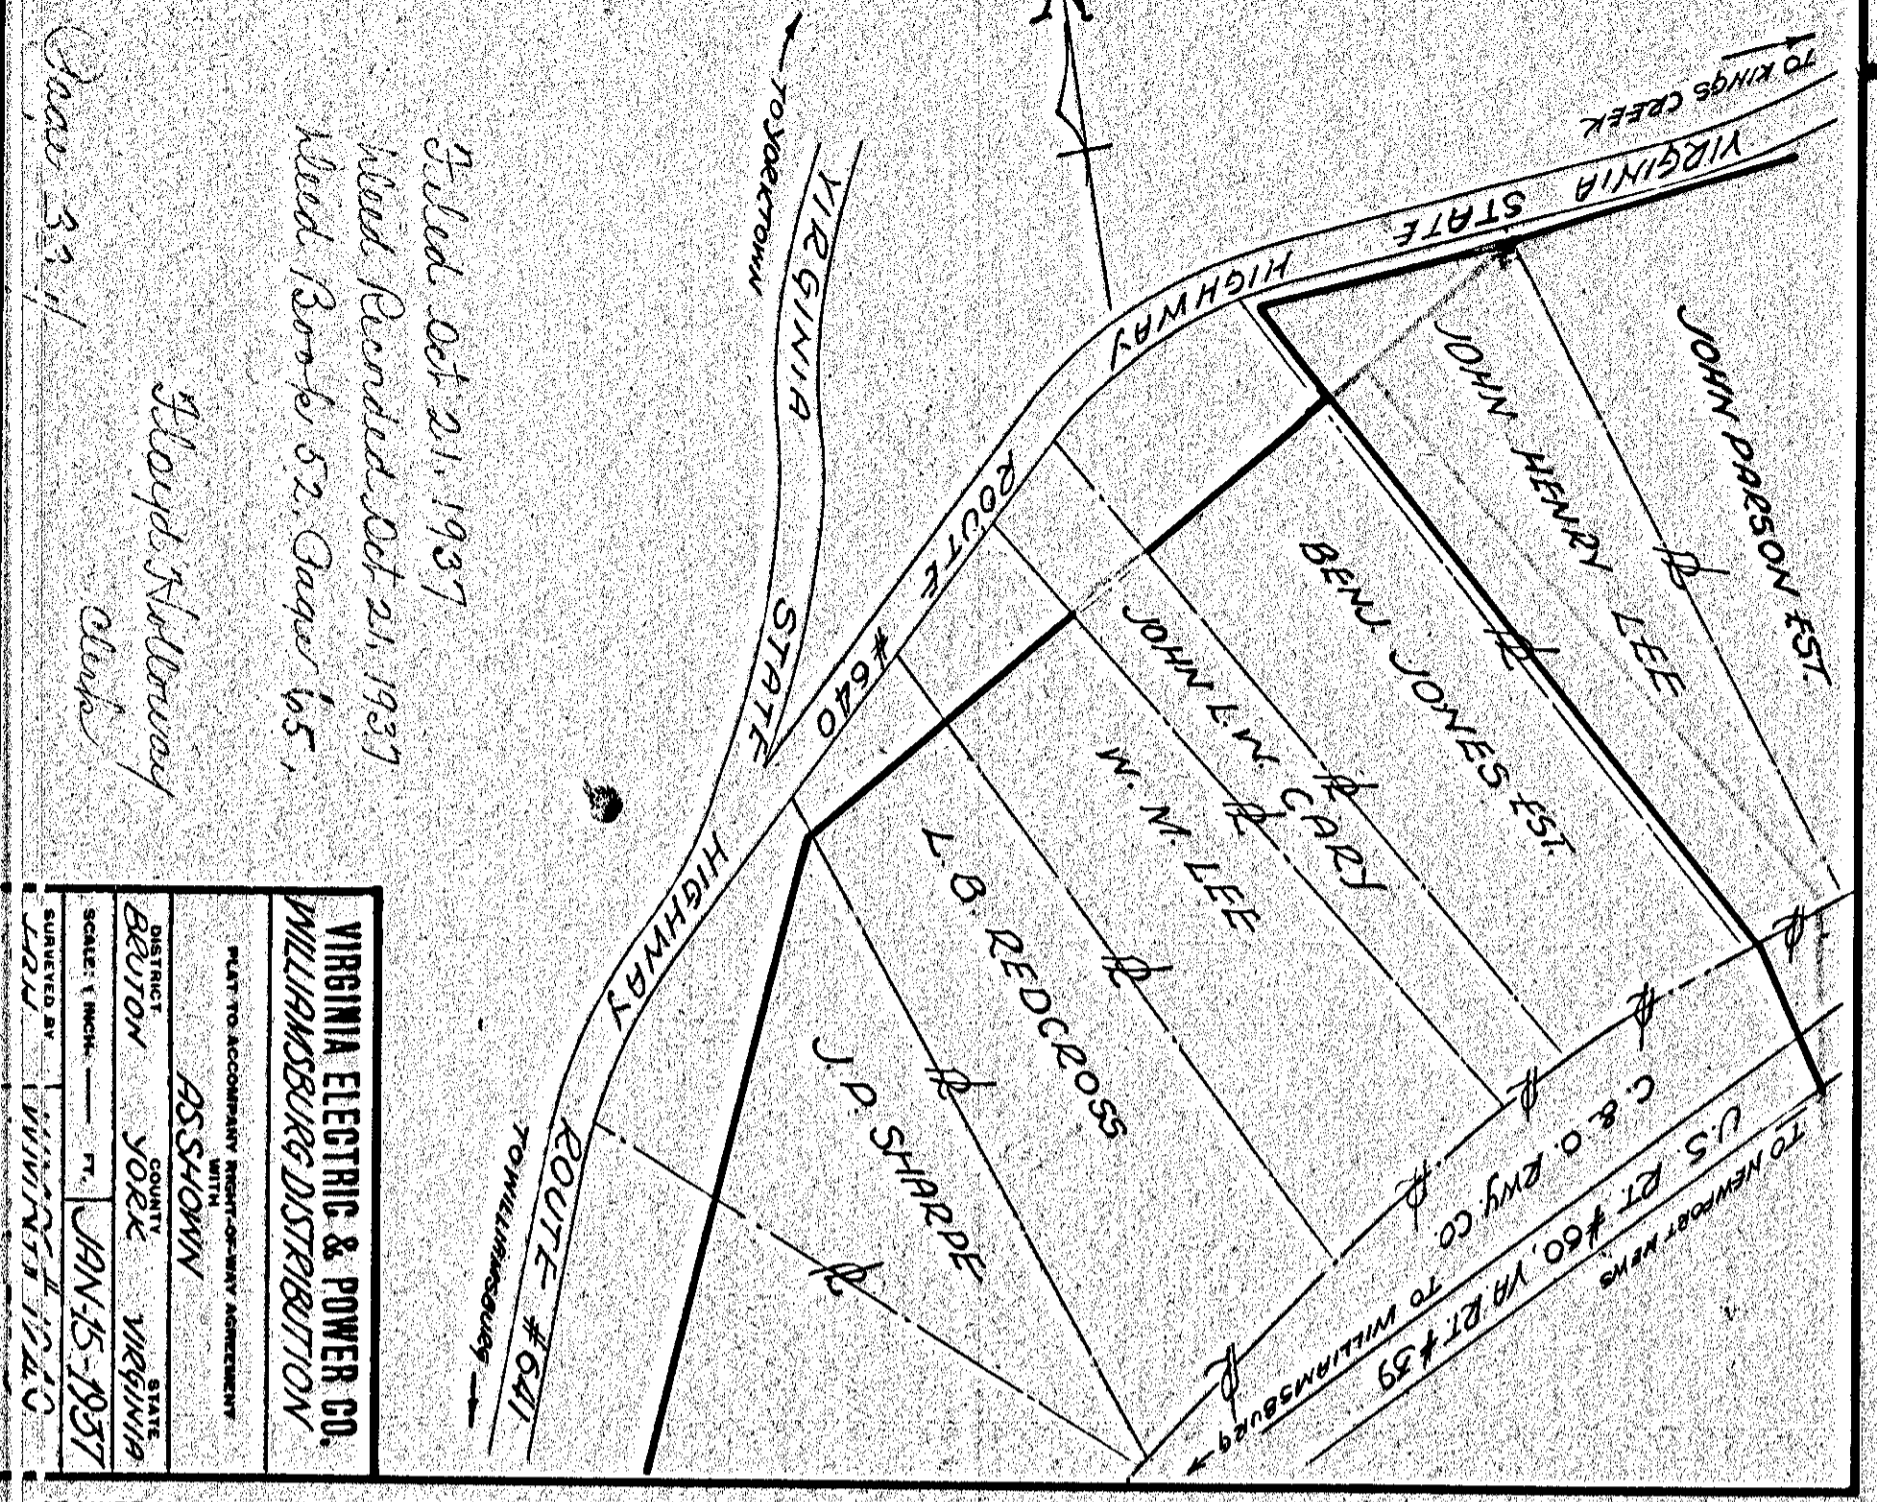 TO KINGS CREEK
VIRGINIA STATE HIGHWAY ROUTE #640
JOHN PARSON EST.
JOHN HENRY LEE
BENJ. JONES EST.
JOHN L. W. CARY
W. M. LEE
L. B. REDCROSS
J. P. SHARPE
C. & O. RWY. CO.
U.S. RT. #60, VA. RT. #39
TO NEWPORT NEWS
TO WILLIAMSBURG
TO YORKTOWN
VIRGINIA STATE HIGHWAY ROUTE #641
TO WILLIAMSBURG
Filed Oct 21, 1937
Deed Recorded Oct 21, 1937
Deed Book 52, Page 65,
Floyd Holloway
Clerk
VIRGINIA ELECTRIC & POWER CO.
WILLIAMSBURG DISTRIBUTION
PLAT TO ACCOMPANY RIGHT-OF-WAY AGREEMENT
WITH
AS SHOWN
DISTRICT COUNTY STATE
BRUTON YORK VIRGINIA
SCALE: 1 INCH= — FT. JAN-15-1937
SURVEYED BY